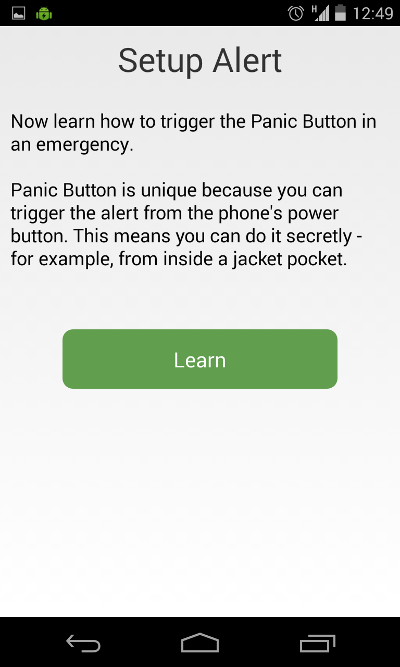 H 12:49
Setup Alert
Now learn how to trigger the Panic Button in
an emergency.
Panic Button is unique because you can
trigger the alert from the phone's power
button. This means you can do it secretly -
for example, from inside a jacket pocket.
Learn